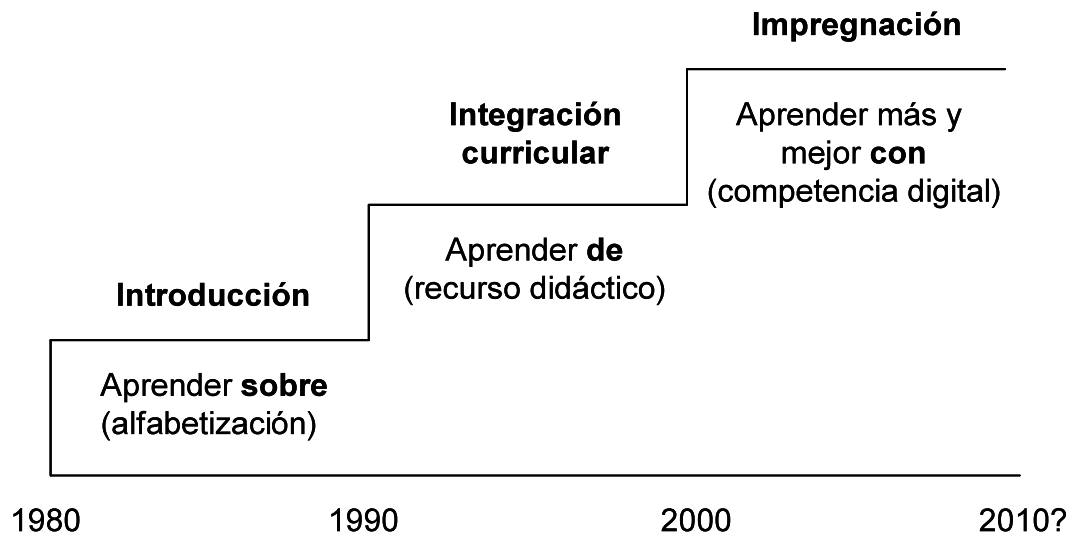 Impregnación
Aprender más y
mejor con
(competencia digital)
Integración
curricular
Aprender de
(recurso didáctico)
Introducción
Aprender sobre
(alfabetización)
1980
1990
2000
2010?